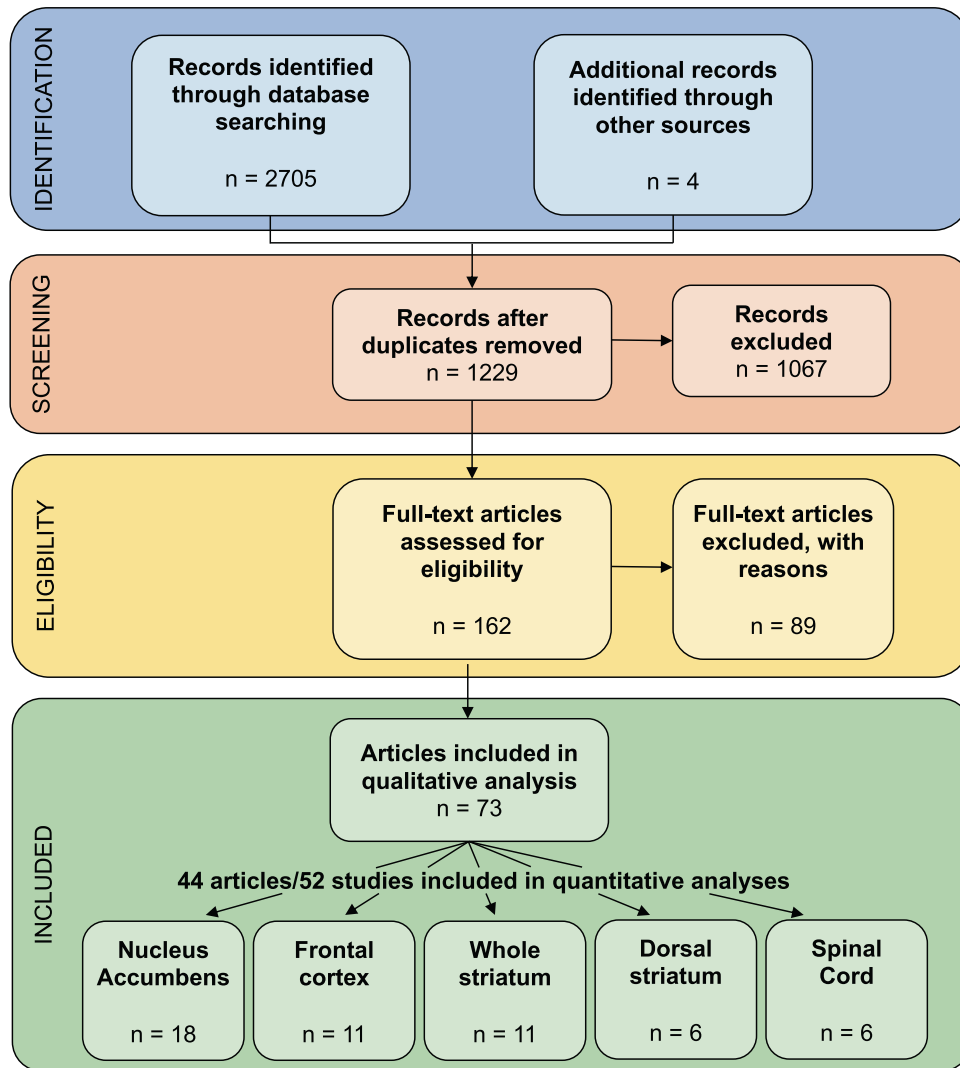 IDENTIFICATION
Records identified
through database
searching
n = 2705
Additional records
identified through
other sources
n = 4
SCREENING
Records after
duplicates removed
n = 1229
Records
excluded
n = 1067
ELIGIBILITY
Full-text articles
assessed for
eligibility
n = 162
Full-text articles
excluded, with
reasons
n = 89
INCLUDED
Articles included in
qualitative analysis
n = 73
44 articles/52 studies included in quantitative analyses
Nucleus
Accumbens
n = 18
Frontal
cortex
n = 11
Whole
striatum
n = 11
Dorsal
striatum
n = 6
Spinal
Cord
n = 6